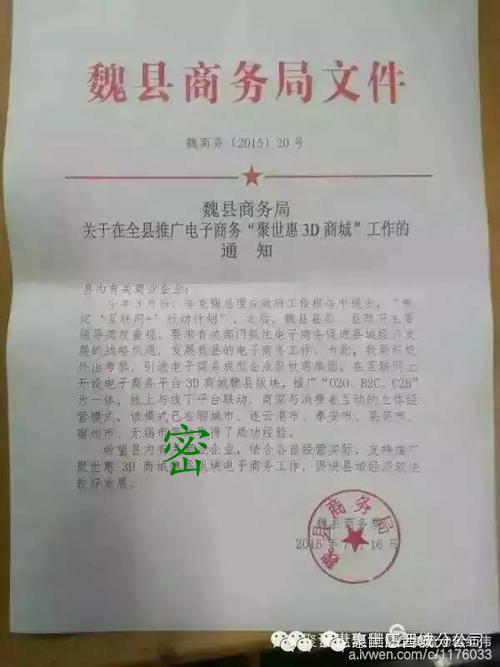 魏县商务局文件
魏商务〔2015〕20号
魏县商务局
关于在全县推广电子商务“聚世惠3D商城”工作的
通知
县内有关商业企业：
今年3月份，李克强总理在政府工作报告中提出，“制
定‘互联网+’行动计划”。之后，魏县县委、县政府主要
领导高度重视，要求有关部门抓住电子商务促进县域经济发
展的战略机遇，发展我县的电子商务工作。为此，我局积极
外出考察，引进电子商务成型企业聚世惠集团，在互联网上
开设电子商务平台3D商城魏县版块，推广“O2O、B2C、C2B”
为一体，线上与线下平台联动，商家与消费者互动的立体经
营模式，该模式已在聊城市、连云港市、泰安市、莱芜市、
宿州市、无锡市 得了成功经验。
希望县内 企业，结合各自经营实际，支持推广
聚世惠3D商城魏县版块电子商务工作，促进县域经济较快
较好发展。
密
魏县商务局
2015年7月16日
魏县商务局
a.lvwen.com/c/1176033